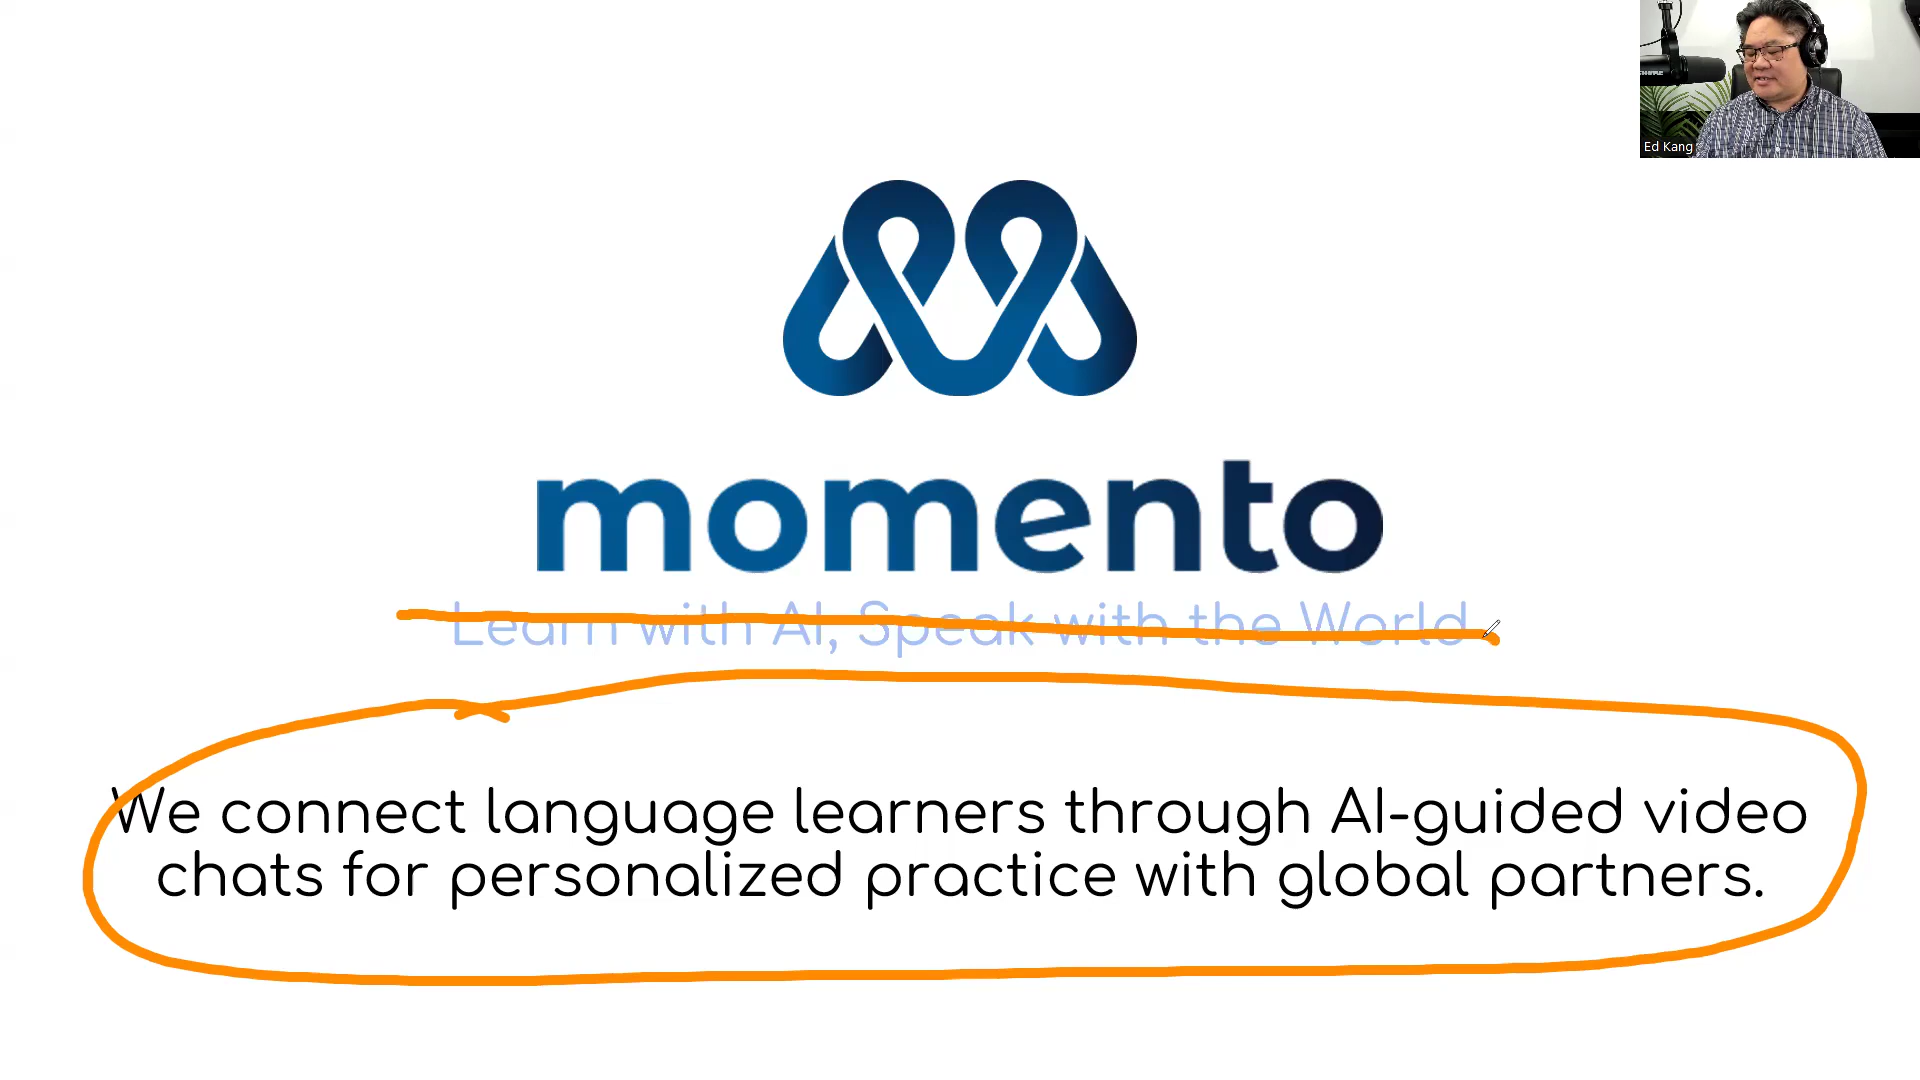 Ed Kang
momento
Learn with AI, Speak with the World
We connect language learners through AI-guided video
chats for personalized practice with global partners.